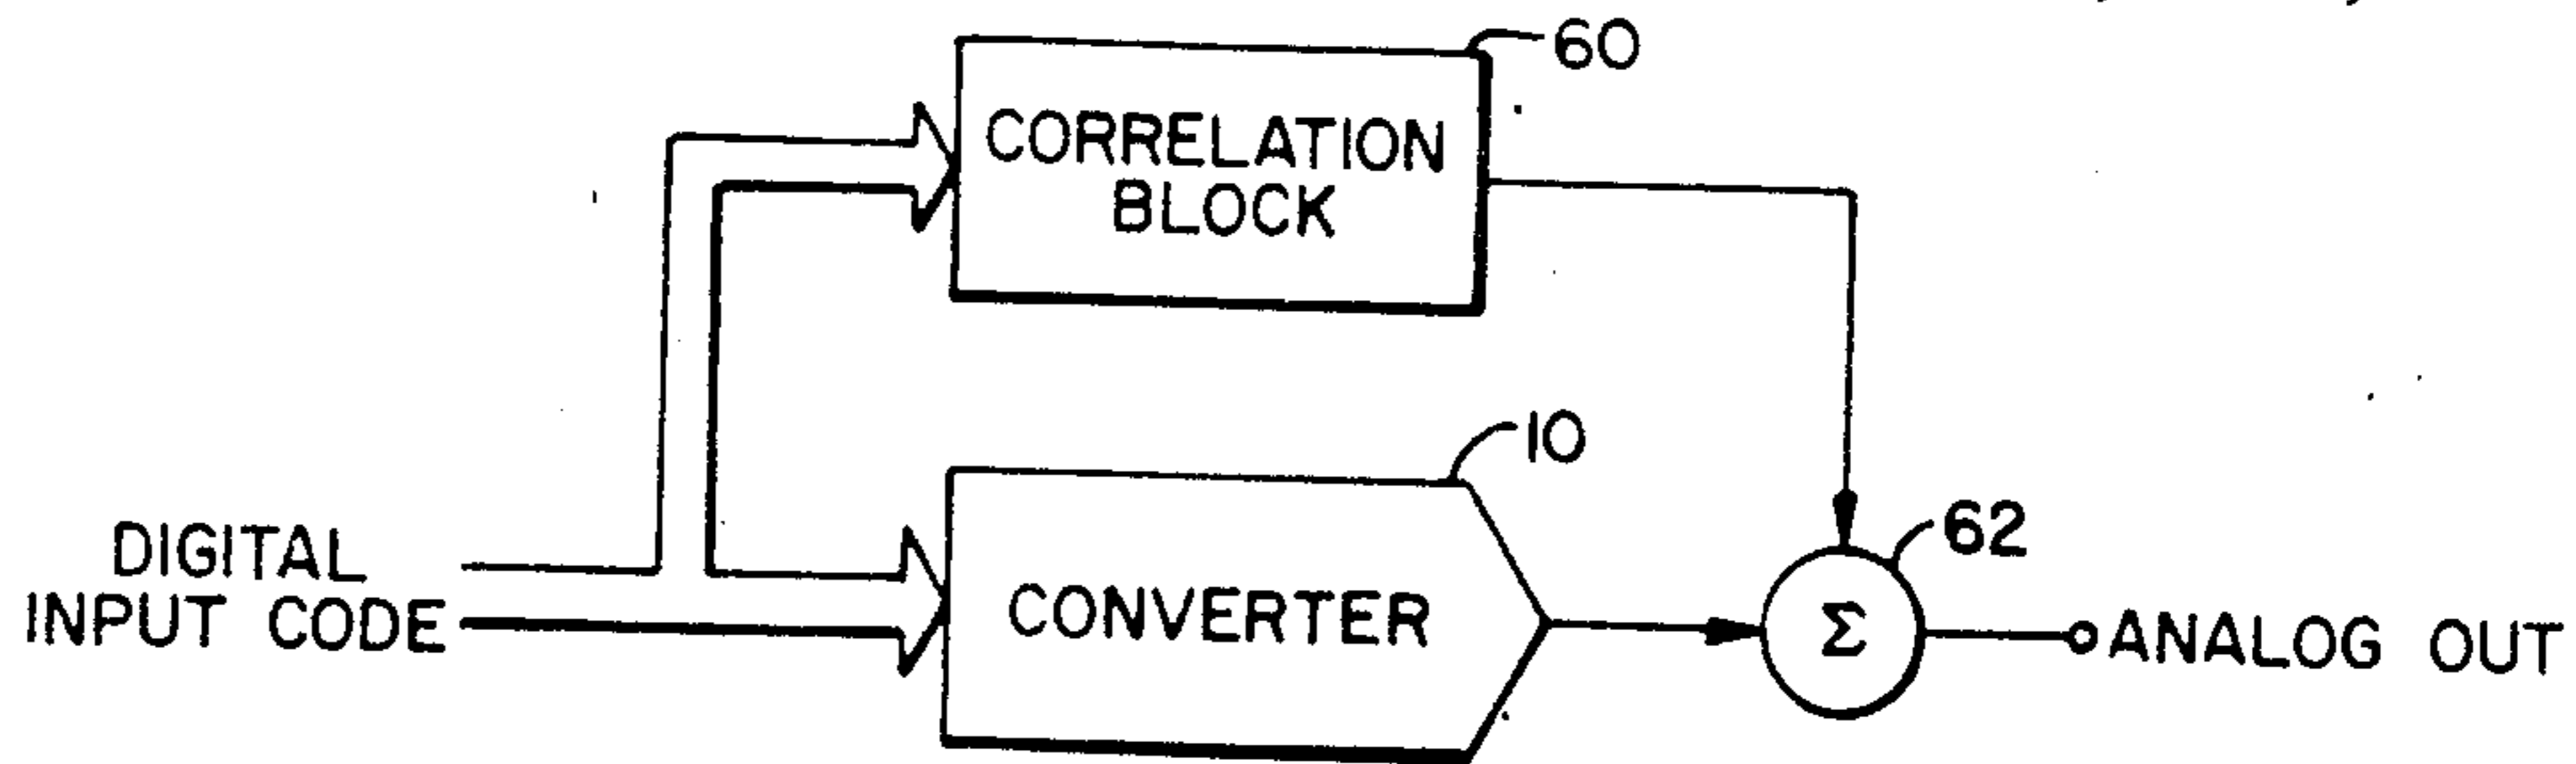 60
CORRELATION
BLOCK
10
62
DIGITAL
INPUT CODE
CONVERTER
Σ
ANALOG OUT